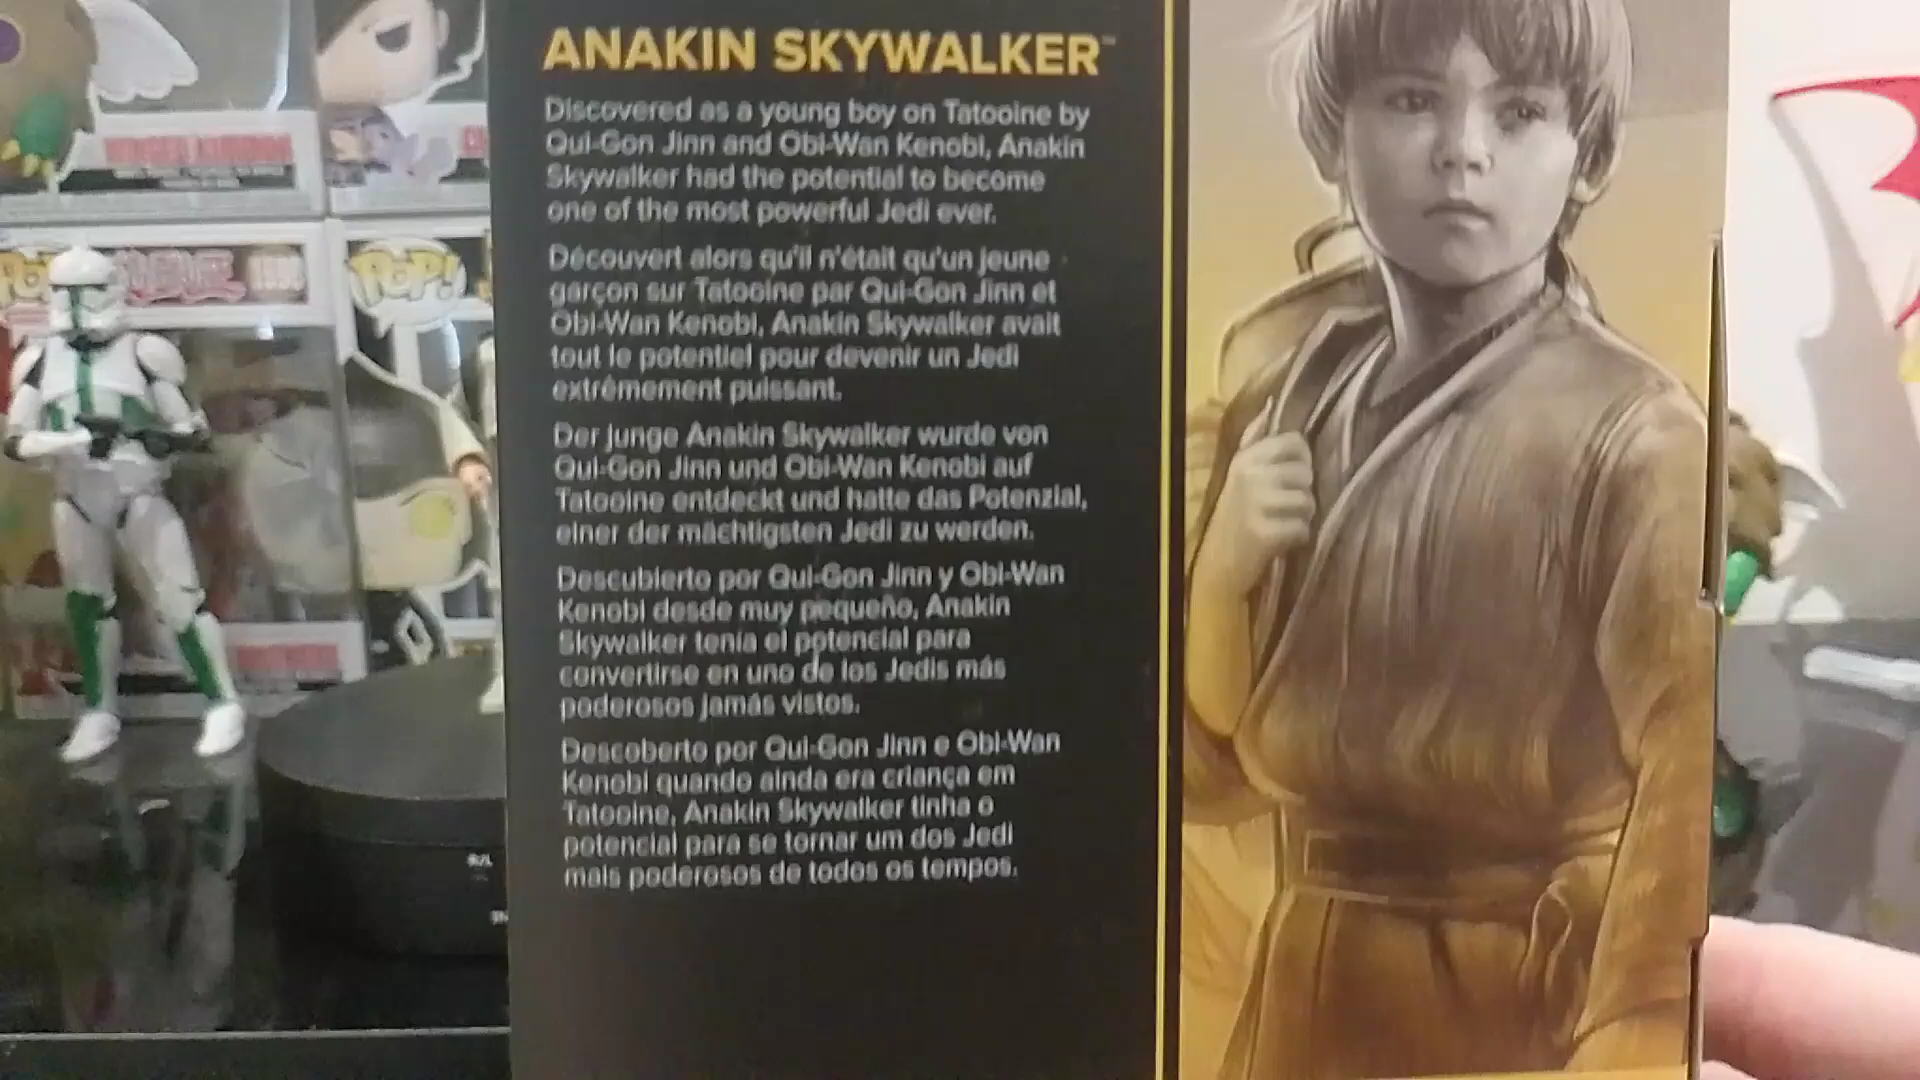 ANAKIN SKYWALKER™
Discovered as a young boy on Tatooine by
Qui-Gon Jinn and Obi-Wan Kenobi, Anakin
Skywalker had the potential to become
one of the most powerful Jedi ever.
Découvert alors qu'il n'était qu'un jeune
garçon sur Tatooine par Qui-Gon Jinn et
Obi-Wan Kenobi, Anakin Skywalker avait
tout le potentiel pour devenir un Jedi
extrêmement puissant.
Der junge Anakin Skywalker wurde von
Qui-Gon Jinn und Obi-Wan Kenobi auf
Tatooine entdeckt und hatte das Potenzial,
einer der mächtigsten Jedi zu werden.
Descubierto por Qui-Gon Jinn y Obi-Wan
Kenobi desde muy pequeño, Anakin
Skywalker tenía el potencial para
convertirse en uno de los Jedis más
poderosos jamás vistos.
Descoberto por Qui-Gon Jinn e Obi-Wan
Kenobi quando ainda era criança em
Tatooine, Anakin Skywalker tinha o
potencial para se tornar um dos Jedi
mais poderosos de todos os tempos.
POP!